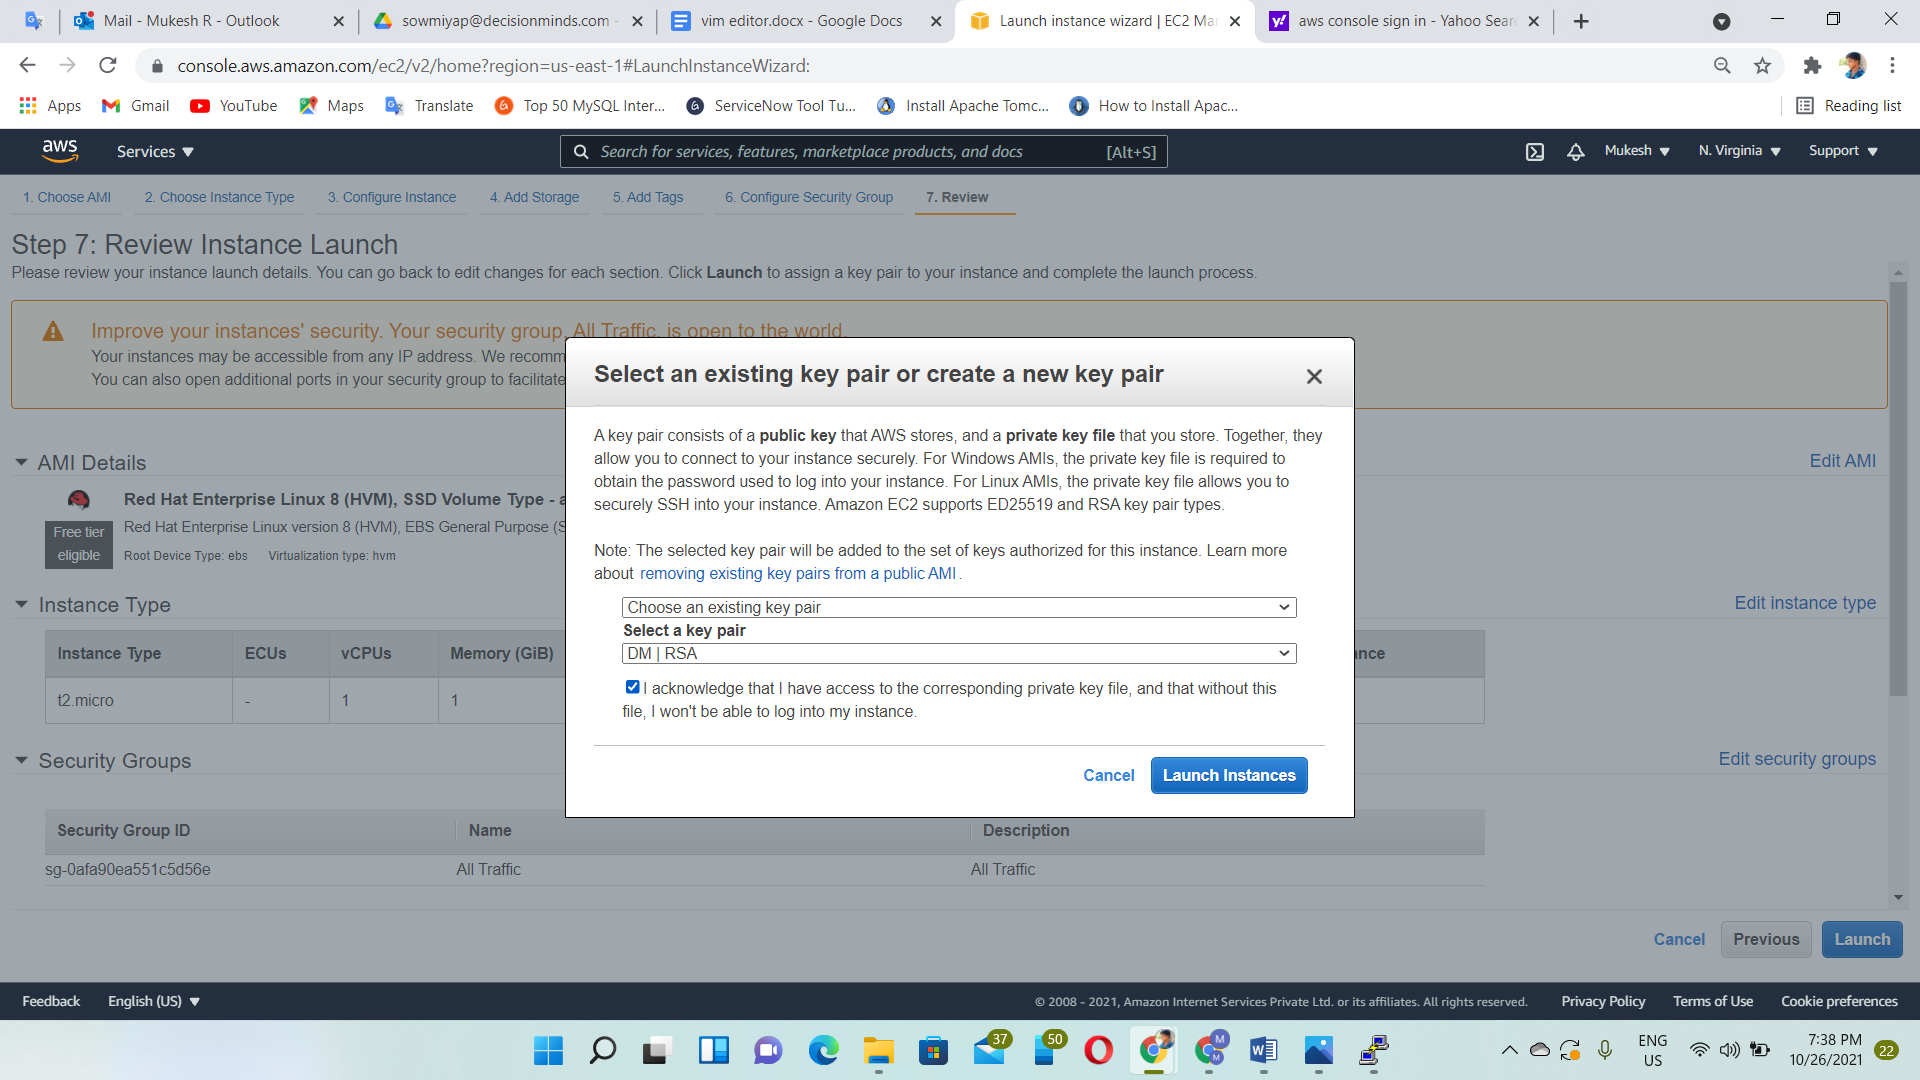 Mail - Mukesh R - Outlook
sowmiyap@decisionminds.com -
vim editor.docx - Google Docs
Launch instance wizard | EC2 Ma
aws console sign in - Yahoo Sear
console.aws.amazon.com/ec2/v2/home?region=us-east-1#LaunchInstanceWizard:
Apps
Gmail
YouTube
Maps
Translate
Top 50 MySQL Inter...
ServiceNow Tool Tu...
Install Apache Tomc...
How to Install Apac...
Reading list
aws
Services
Search for services, features, marketplace products, and docs
[Alt+S]
Mukesh
N. Virginia
Support
1. Choose AMI
2. Choose Instance Type
3. Configure Instance
4. Add Storage
5. Add Tags
6. Configure Security Group
7. Review
Step 7: Review Instance Launch
Please review your instance launch details. You can go back to edit changes for each section. Click Launch to assign a key pair to your instance and complete the launch process.
Improve your instances' security. Your security group, All Traffic, is open to the world.
Your instances may be accessible from any IP address. We recomm
You can also open additional ports in your security group to facilitate
Select an existing key pair or create a new key pair
A key pair consists of a public key that AWS stores, and a private key file that you store. Together, they
allow you to connect to your instance securely. For Windows AMIs, the private key file is required to
obtain the password used to log into your instance. For Linux AMIs, the private key file allows you to
securely SSH into your instance. Amazon EC2 supports ED25519 and RSA key pair types.
Note: The selected key pair will be added to the set of keys authorized for this instance. Learn more
about removing existing key pairs from a public AMI.
Choose an existing key pair
Select a key pair
DM | RSA
I acknowledge that I have access to the corresponding private key file, and that without this
file, I won't be able to log into my instance.
Cancel
Launch Instances
AMI Details
Edit AMI
Red Hat Enterprise Linux 8 (HVM), SSD Volume Type - a
Free tier
eligible
Red Hat Enterprise Linux version 8 (HVM), EBS General Purpose (S
Root Device Type: ebs
Virtualization type: hvm
Instance Type
Edit instance type
Instance Type
ECUs
vCPUs
Memory (GiB)
ance
t2.micro
-
1
1
Security Groups
Edit security groups
Security Group ID
Name
Description
sg-0afa90ea551c5d56e
All Traffic
All Traffic
Cancel
Previous
Launch
Feedback
English (US)
© 2008 - 2021, Amazon Internet Services Private Ltd. or its affiliates. All rights reserved.
Privacy Policy
Terms of Use
Cookie preferences
37
50
M
M
ENG
US
7:38 PM
10/26/2021
22